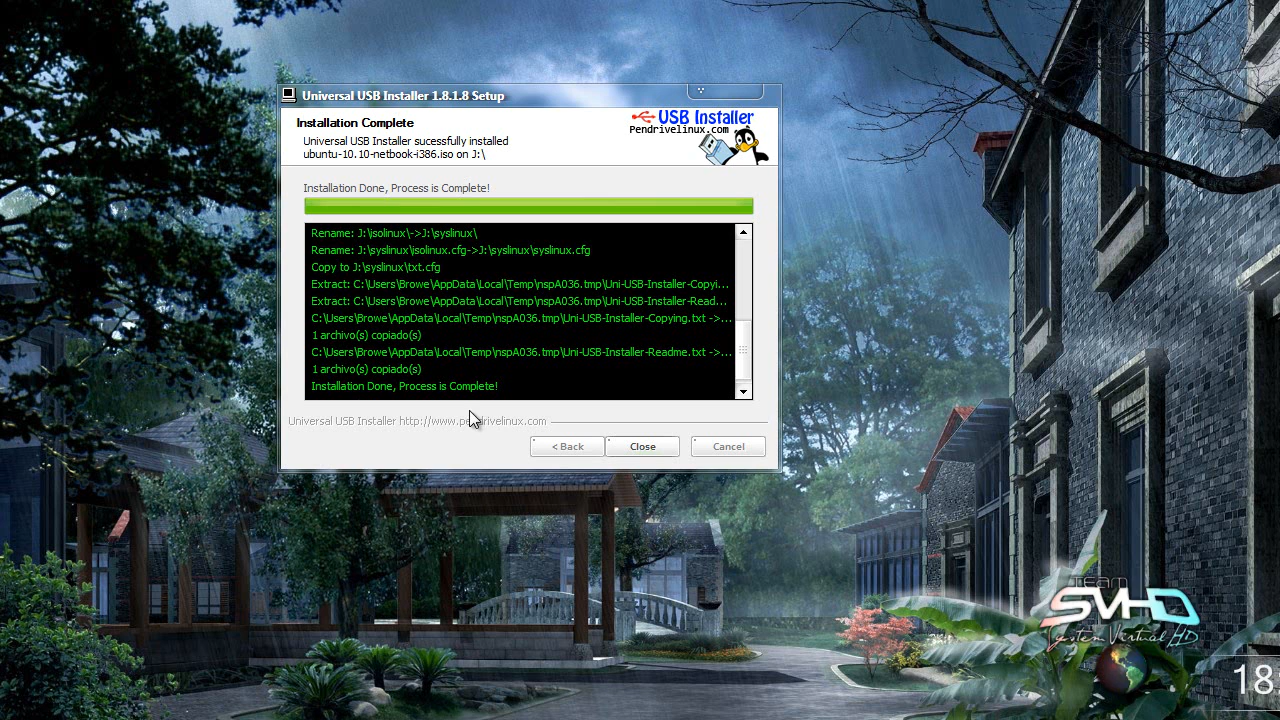 Universal USB Installer 1.8.1.8 Setup
Installation Complete
Universal USB Installer sucessfully installed
ubuntu-10.10-netbook-i386.iso on J:\
USB Installer
Pendrivelinux.com
Installation Done, Process is Complete!
Rename: J:\isolinux\->J:\syslinux\
Rename: J:\syslinux\isolinux.cfg->J:\syslinux\syslinux.cfg
Copy to J:\syslinux\txt.cfg
Extract: C:\Users\Browe\AppData\Local\Temp\nspA036.tmp\Uni-USB-Installer-Copyi...
Extract: C:\Users\Browe\AppData\Local\Temp\nspA036.tmp\Uni-USB-Installer-Read...
C:\Users\Browe\AppData\Local\Temp\nspA036.tmp\Uni-USB-Installer-Copying.txt ->...
1 archivo(s) copiado(s)
C:\Users\Browe\AppData\Local\Temp\nspA036.tmp\Uni-USB-Installer-Readme.txt ->...
1 archivo(s) copiado(s)
Installation Done, Process is Complete!
Universal USB Installer http://www.pendrivelinux.com
< Back
Close
Cancel
TEAM
SVHD
System Virtual HD
18